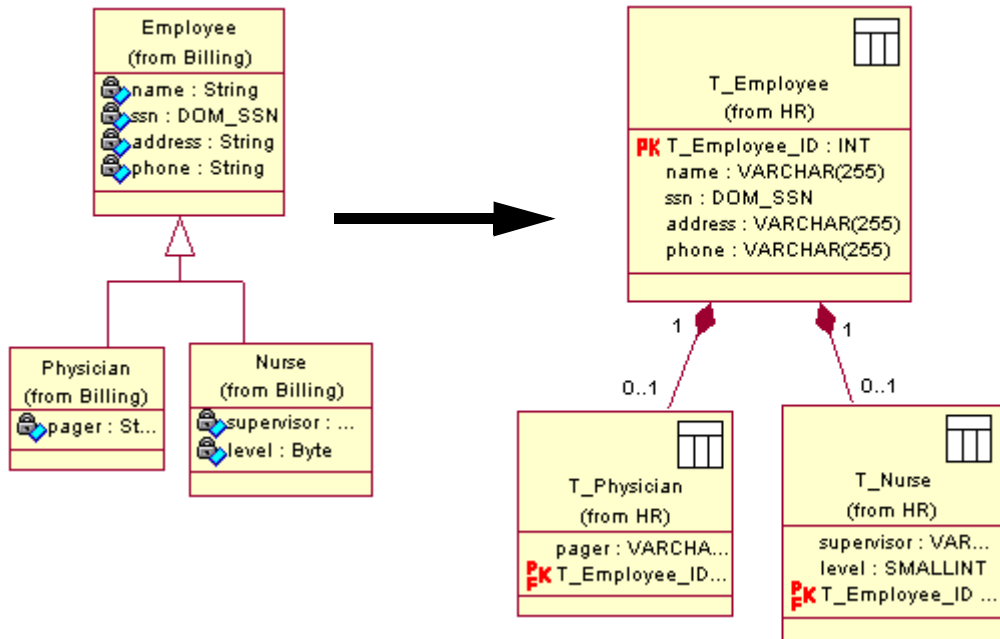 Employee
(from Billing)
name : String
ssn : DOM_SSN
address : String
phone : String
Physician
(from Billing)
pager : St...
Nurse
(from Billing)
supervisor : ...
level : Byte
T_Employee
(from HR)
PK T_Employee_ID : INT
name : VARCHAR(255)
ssn : DOM_SSN
address : VARCHAR(255)
phone : VARCHAR(255)
1
1
0..1
0..1
T_Physician
(from HR)
pager : VARCHA...
PFK T_Employee_ID...
T_Nurse
(from HR)
supervisor : VAR...
level : SMALLINT
PFK T_Employee_ID ...